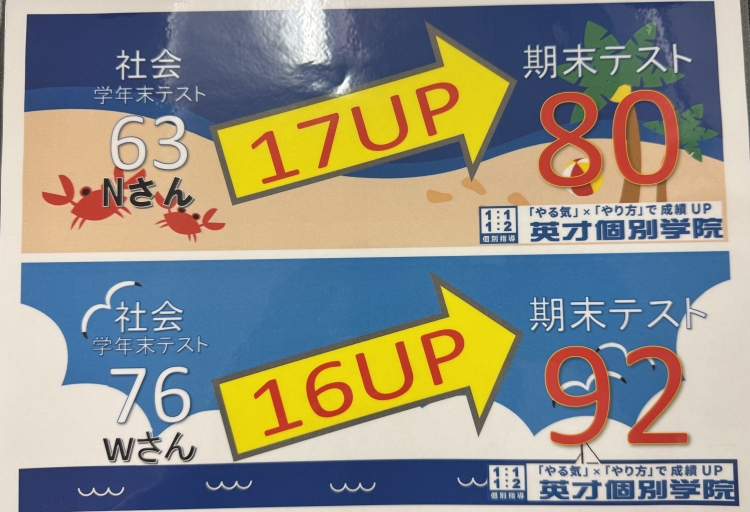 社会
学年末テスト
63
Nさん
17UP
期末テスト
80
1:1
1:2
個別指導
「やる気」×「やり方」で成績UP
英才個別学院
社会
学年末テスト
76
Wさん
16UP
期末テスト
92
1:1
1:2
個別指導
「やる気」×「やり方」で成績UP
英才個別学院